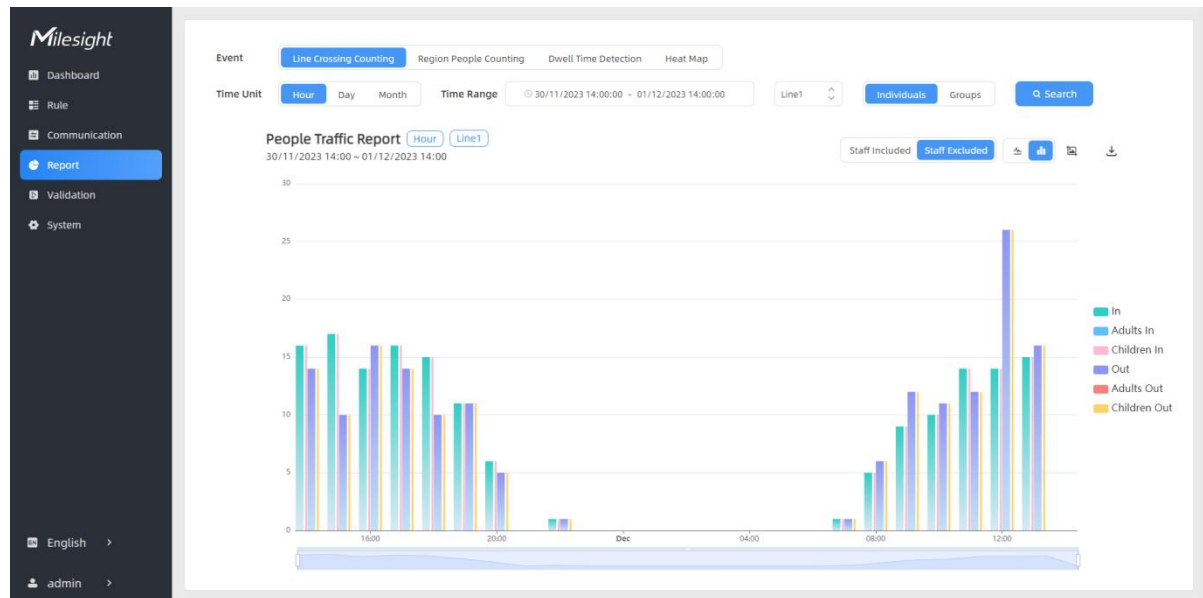 Milesight
Dashboard
Rule
Communication
Report
Validation
System
EN English >
admin >
Event Line Crossing Counting Region People Counting Dwell Time Detection Heat Map
Time Unit Hour Day Month Time Range 30/11/2023 14:00:00 - 01/12/2023 14:00:00 Line1 Individuals Groups Search
People Traffic Report Hour Line1
30/11/2023 14:00 ~ 01/12/2023 14:00
Staff Included Staff Excluded
30
25
20
15
10
5
0
16:00 20:00 Dec 04:00 08:00 12:00
In
Adults In
Children In
Out
Adults Out
Children Out